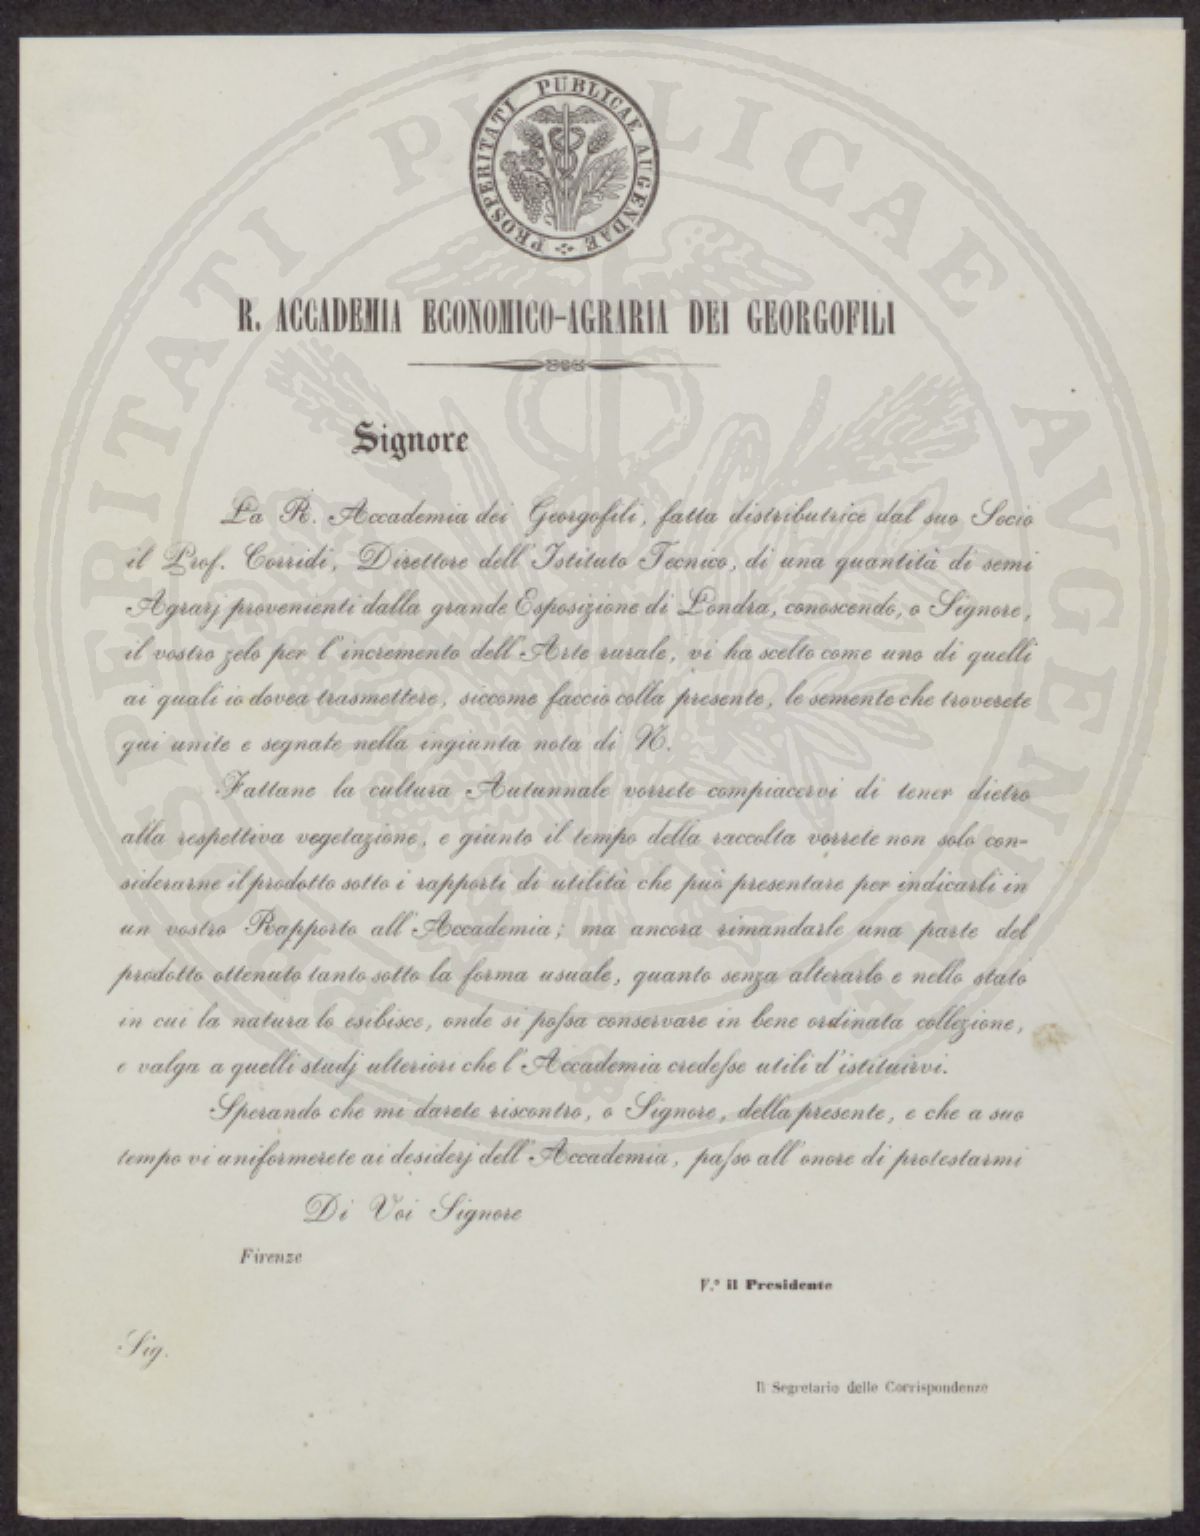 PROSPERITATI PUBLICAE AUGENDAE
R. ACCADEMIA ECONOMICO-AGRARIA DEI GEORGOFILI
Signore
La R. Accademia dei Georgofili, fatta distributrice dal suo Socio
il Prof. Corridi, Direttore dell'Istituto Tecnico, di una quantità di semi
Agrarj provenienti dalla grande Esposizione di Londra, conoscendo, o Signore,
il vostro zelo per l'incremento dell'Arte rurale, vi ha scelto come uno di quelli
ai quali io dovea trasmettere, siccome faccio colla presente, le semente che troverete
qui unite e segnate nella ingiunta nota di N.
Fattane la cultura Autunnale vorrete compiacervi di tener dietro
alla respettiva vegetazione, e giunto il tempo della raccolta vorrete non solo con-
siderarne il prodotto sotto i rapporti di utilità che può presentare per indicarli in
un vostro Rapporto all'Accademia; ma ancora rimandarle una parte del
prodotto ottenuto tanto sotto la forma usuale, quanto senza alterarlo e nello stato
in cui la natura lo esibisce, onde si poſsa conservare in bene ordinata collezione,
e valga a quelli studj ulteriori che l'Accademia credeſse utili d'istituirvi.
Sperando che mi darete riscontro, o Signore, della presente, e che a suo
tempo vi uniformerete ai desiderj dell'Accademia, paſso all'onore di protestarmi
Di Voi Signore
Firenze
F.° il Presidente
Sig.
Il Segretario delle Corrispondenze
PROSPERITATI PUBLICAE AVGENDAE